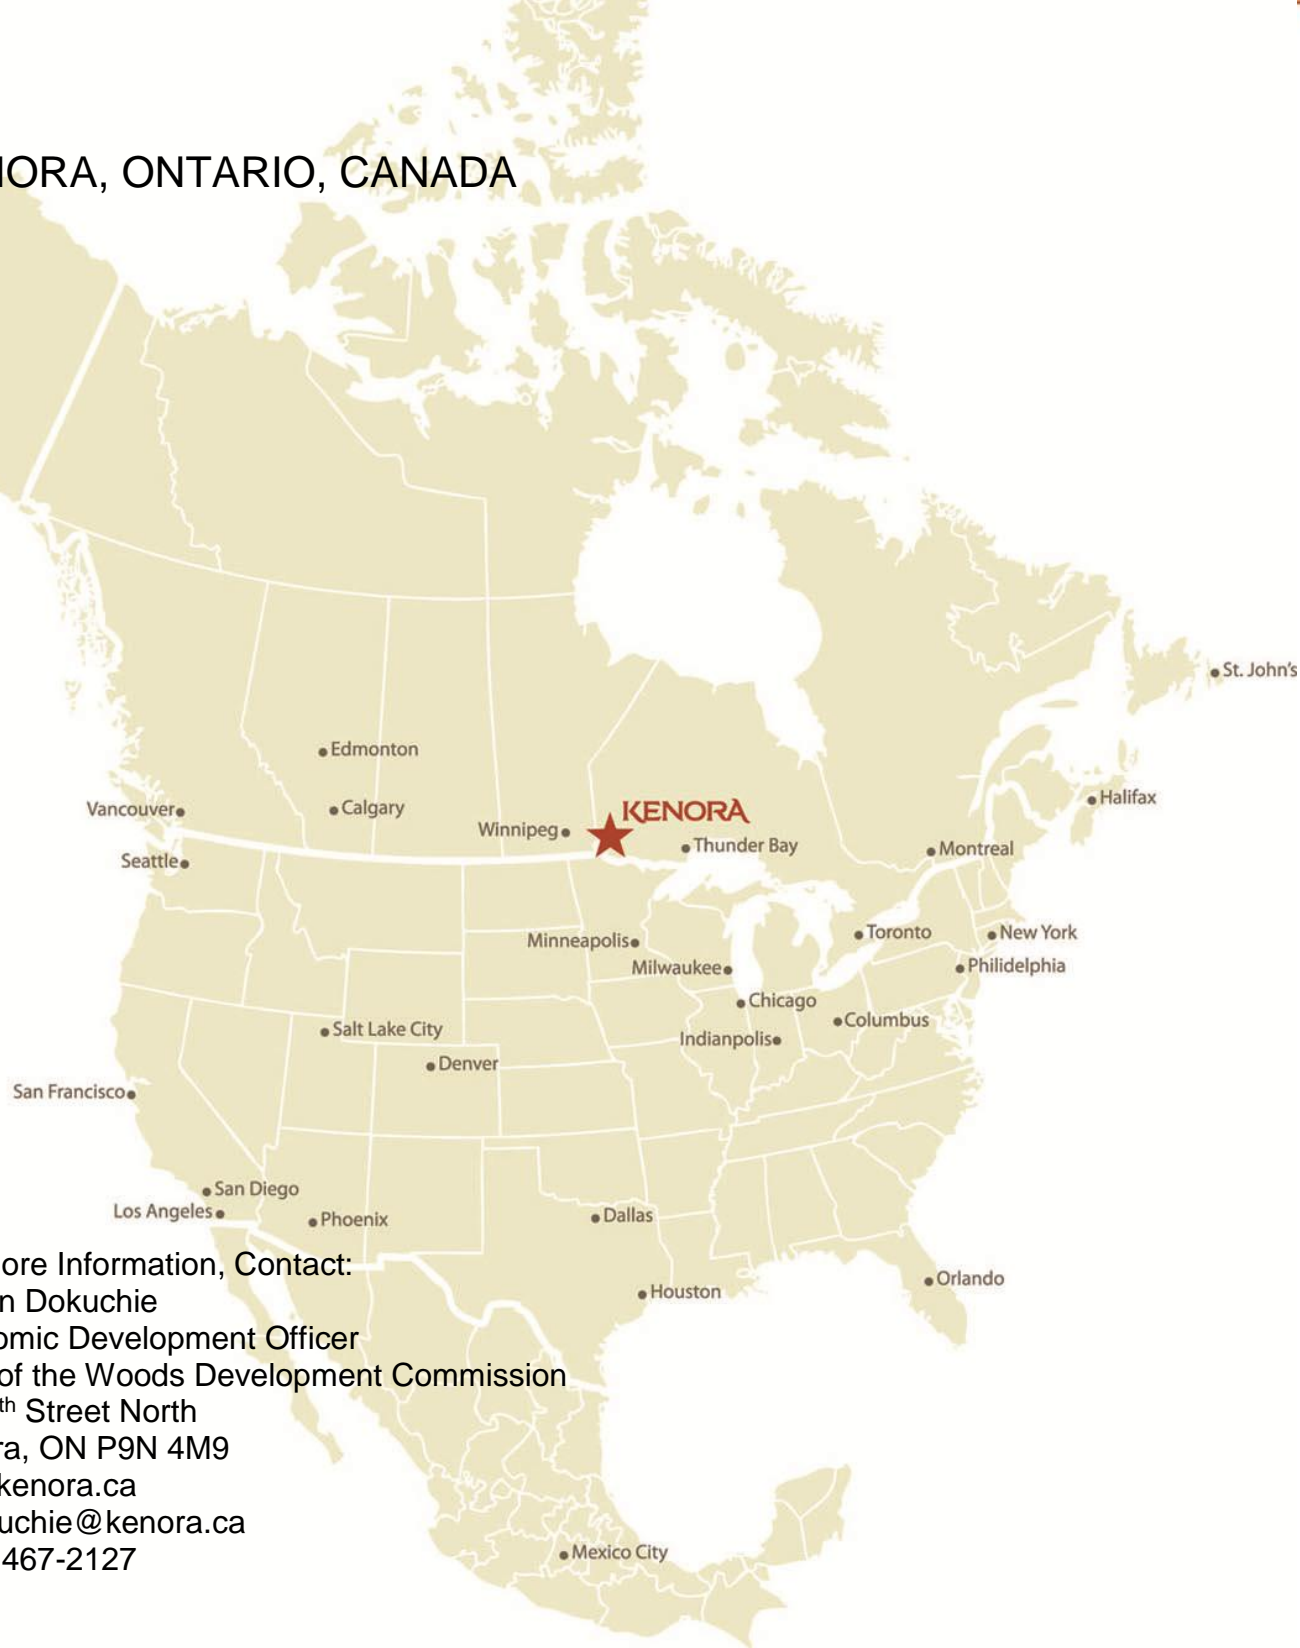 NORA, ONTARIO, CANADA
St. John's
Edmonton
Vancouver
Calgary
Halifax
KENORA
Winnipeg
Thunder Bay
Montreal
Seattle
Toronto
New York
Minneapolis
Milwaukee
Philidelphia
Chicago
Columbus
Salt Lake City
Indianpolis
Denver
San Francisco
San Diego
Los Angeles
Phoenix
Dallas
Orlando
Houston
ore Information, Contact:
n Dokuchie
omic Development Officer
of the Woods Development Commission
th Street North
ra, ON P9N 4M9
kenora.ca
uchie@kenora.ca
467-2127
Mexico City